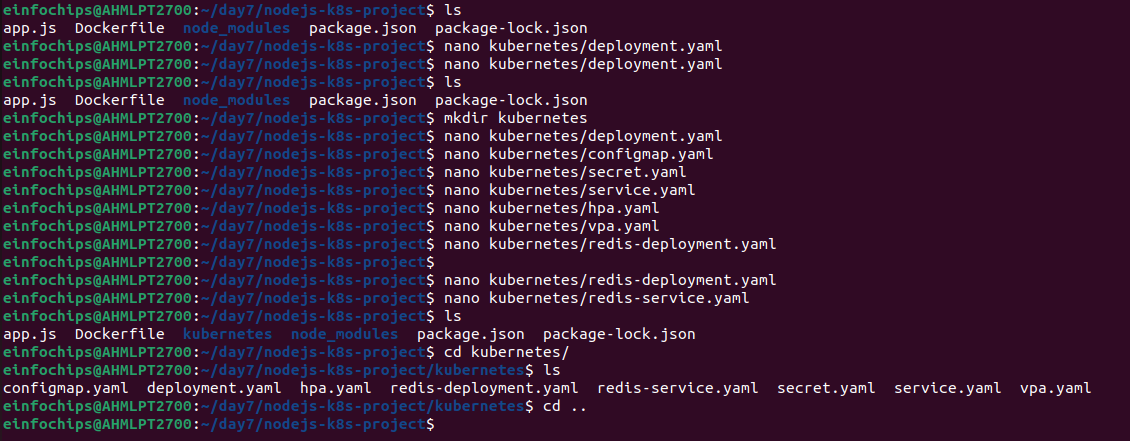 einfochips@AHMLPT2700:~/day7/nodejs-k8s-project$ ls
app.js  Dockerfile  node_modules  package.json  package-lock.json
einfochips@AHMLPT2700:~/day7/nodejs-k8s-project$ nano kubernetes/deployment.yaml
einfochips@AHMLPT2700:~/day7/nodejs-k8s-project$ nano kubernetes/deployment.yaml
einfochips@AHMLPT2700:~/day7/nodejs-k8s-project$ ls
app.js  Dockerfile  node_modules  package.json  package-lock.json
einfochips@AHMLPT2700:~/day7/nodejs-k8s-project$ mkdir kubernetes
einfochips@AHMLPT2700:~/day7/nodejs-k8s-project$ nano kubernetes/deployment.yaml
einfochips@AHMLPT2700:~/day7/nodejs-k8s-project$ nano kubernetes/configmap.yaml
einfochips@AHMLPT2700:~/day7/nodejs-k8s-project$ nano kubernetes/secret.yaml
einfochips@AHMLPT2700:~/day7/nodejs-k8s-project$ nano kubernetes/service.yaml
einfochips@AHMLPT2700:~/day7/nodejs-k8s-project$ nano kubernetes/hpa.yaml
einfochips@AHMLPT2700:~/day7/nodejs-k8s-project$ nano kubernetes/vpa.yaml
einfochips@AHMLPT2700:~/day7/nodejs-k8s-project$ nano kubernetes/redis-deployment.yaml
einfochips@AHMLPT2700:~/day7/nodejs-k8s-project$
einfochips@AHMLPT2700:~/day7/nodejs-k8s-project$ nano kubernetes/redis-deployment.yaml
einfochips@AHMLPT2700:~/day7/nodejs-k8s-project$ nano kubernetes/redis-service.yaml
einfochips@AHMLPT2700:~/day7/nodejs-k8s-project$ ls
app.js  Dockerfile  kubernetes  node_modules  package.json  package-lock.json
einfochips@AHMLPT2700:~/day7/nodejs-k8s-project$ cd kubernetes/
einfochips@AHMLPT2700:~/day7/nodejs-k8s-project/kubernetes$ ls
configmap.yaml  deployment.yaml  hpa.yaml  redis-deployment.yaml  redis-service.yaml  secret.yaml  service.yaml  vpa.yaml
einfochips@AHMLPT2700:~/day7/nodejs-k8s-project/kubernetes$ cd ..
einfochips@AHMLPT2700:~/day7/nodejs-k8s-project$